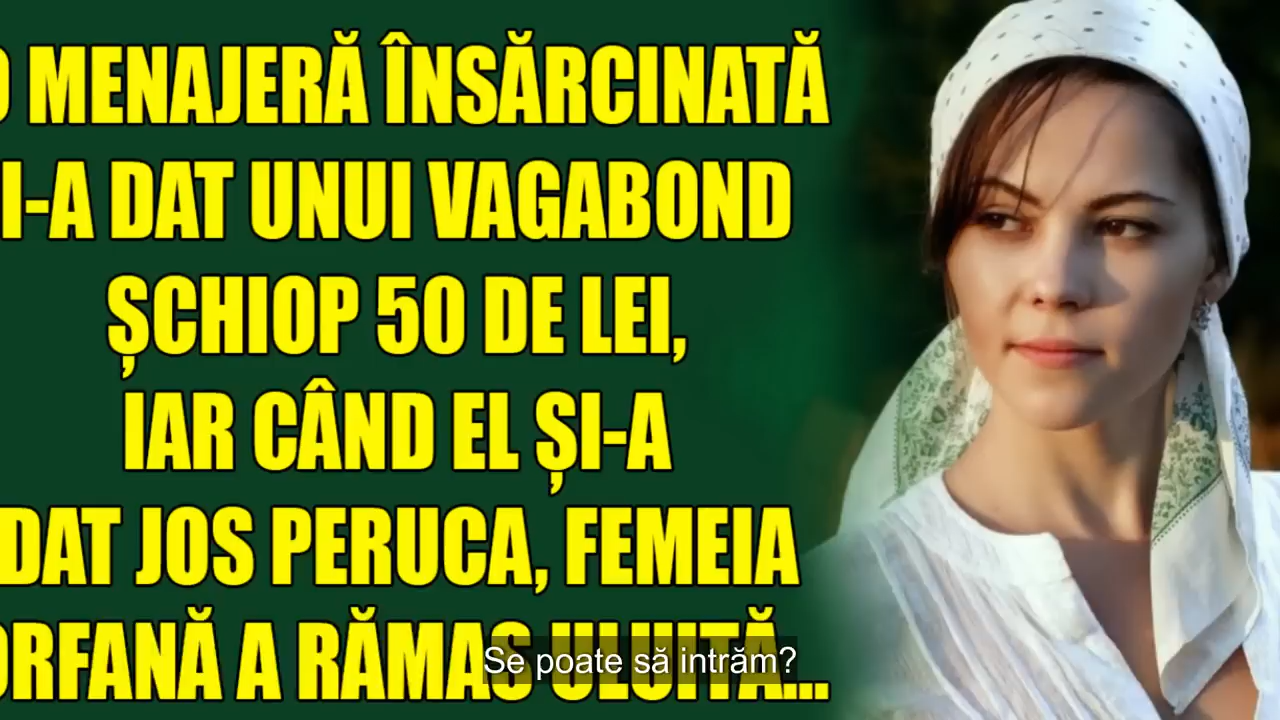 O MENAJERĂ ÎNSĂRCINATĂ
I-A DAT UNUI VAGABOND
ȘCHIOP 50 DE LEI,
IAR CÂND EL ȘI-A
DAT JOS PERUCA, FEMEIA
ORFANĂ A RĂMAS ULUITĂ...
Se poate să intrăm?